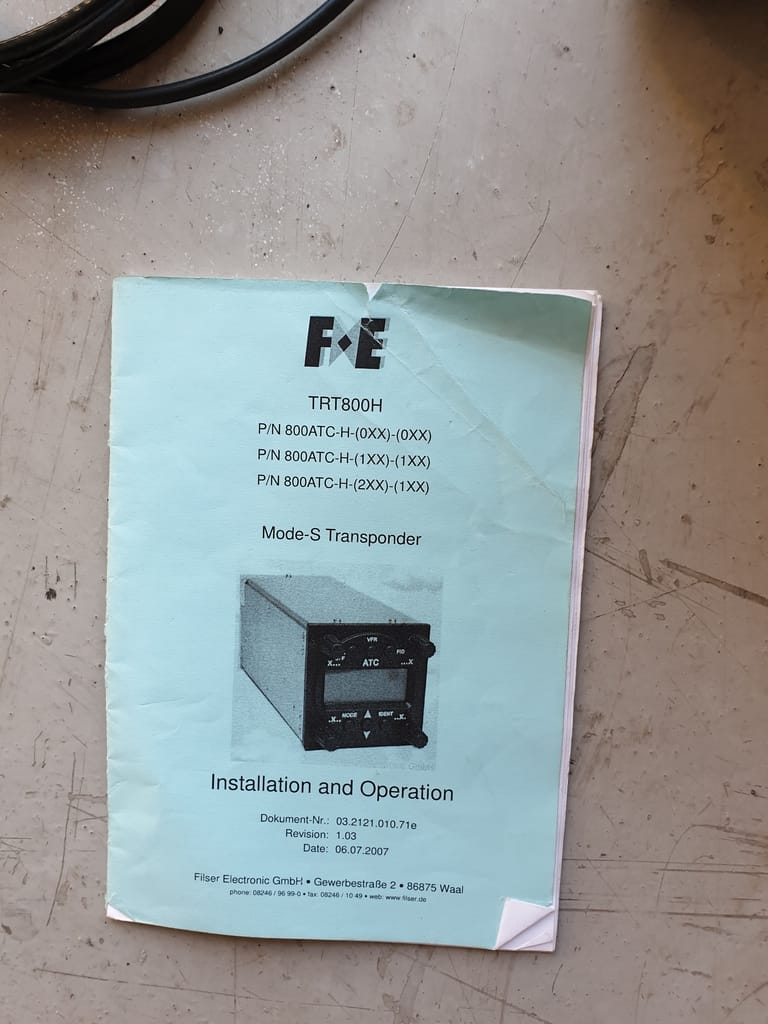 F E
TRT800H
P/N 800ATC-H-(0XX)-(0XX)
P/N 800ATC-H-(1XX)-(1XX)
P/N 800ATC-H-(2XX)-(1XX)
Mode-S Transponder
VFR
FID
X... ATC ...X
.X.. MODE IDENT ..X.
GmbH
Installation and Operation
Dokument-Nr.: 03.2121.010.71e
Revision: 1.03
Date: 06.07.2007
Filser Electronic GmbH • Gewerbestraße 2 • 86875 Waal
phone: 08246 / 96 99-0 • fax: 08246 / 10 49 • web: www.filser.de